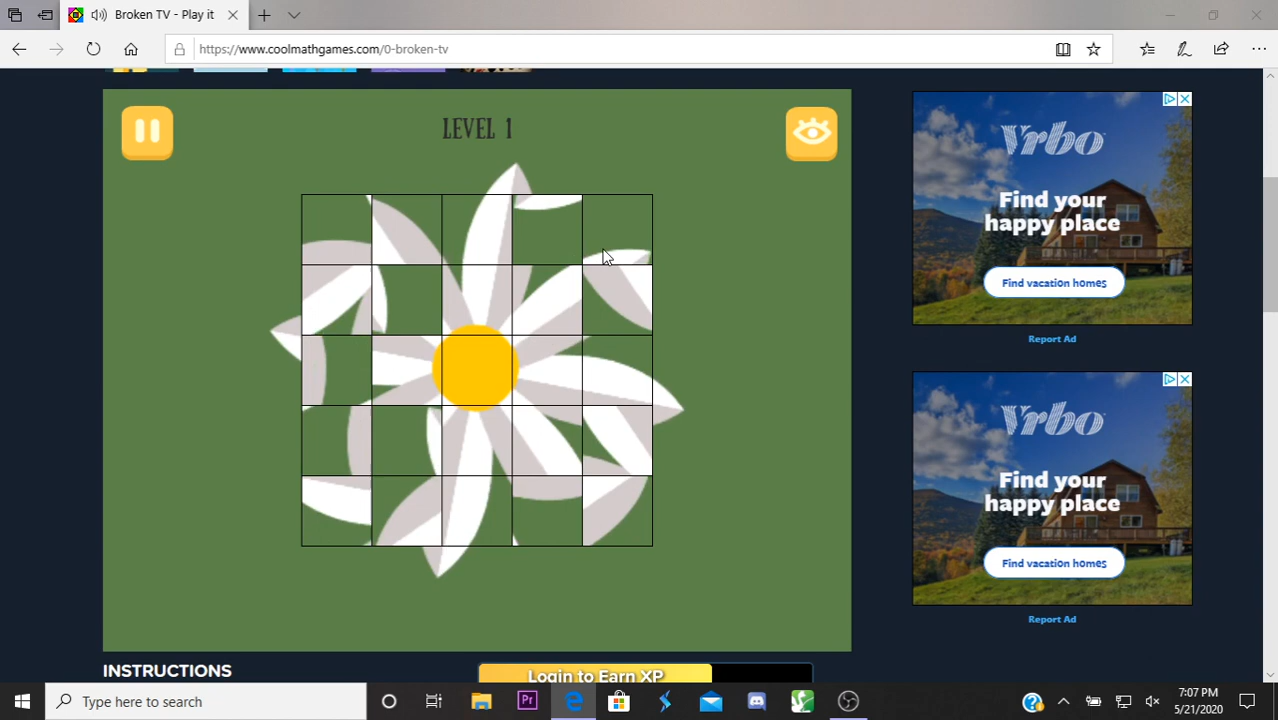 Broken TV - Play it
https://www.coolmathgames.com/0-broken-tv
LEVEL 1
Vrbo
Find your
happy place
Find vacation homes
Report Ad
Vrbo
Find your
happy place
Find vacation homes
Report Ad
INSTRUCTIONS
Login to Earn XP
Type here to search
Pr
7:07 PM
5/21/2020